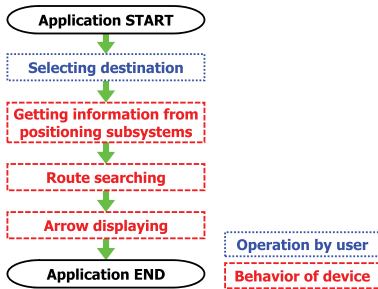 Application START
Selecting destination
Getting information from
positioning subsystems
Route searching
Arrow displaying
Application END
Operation by user
Behavior of device